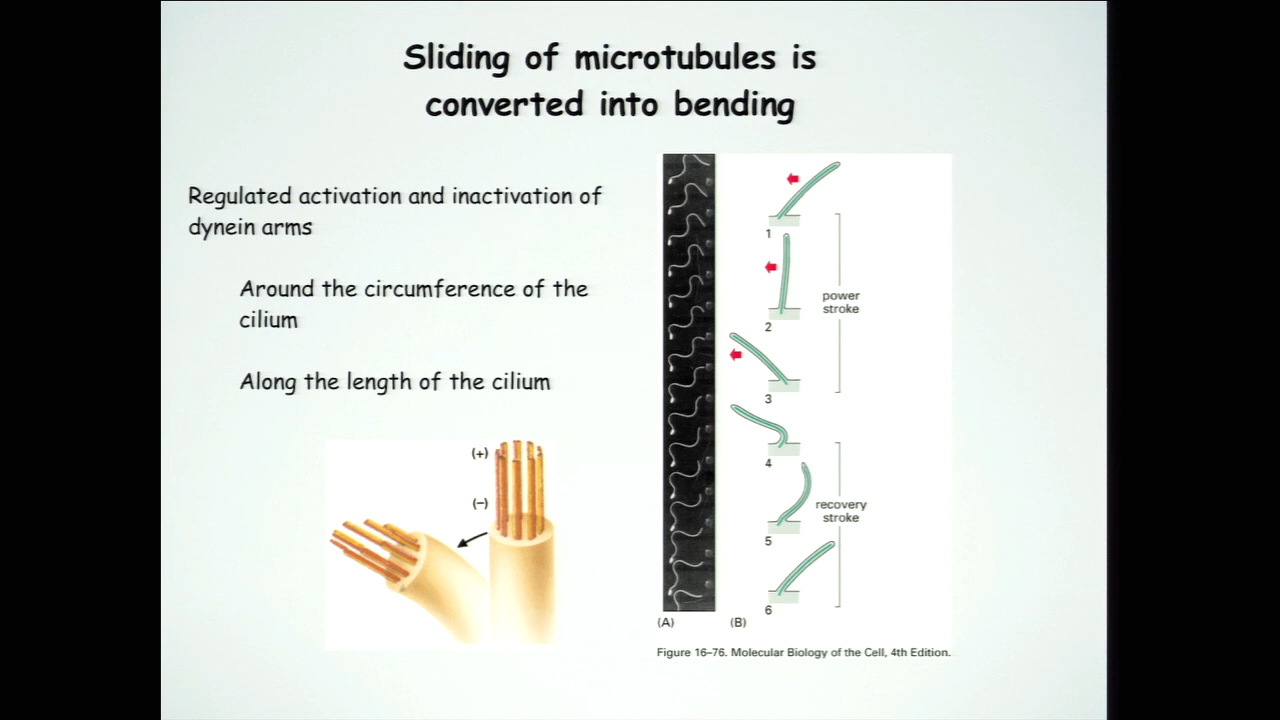 Sliding of microtubules is
converted into bending
Regulated activation and inactivation of
dynein arms
Around the circumference of the
cilium
Along the length of the cilium
(+)
(−)
1
2
power
stroke
3
4
recovery
stroke
5
6
(A)
(B)
Figure 16–76. Molecular Biology of the Cell, 4th Edition.